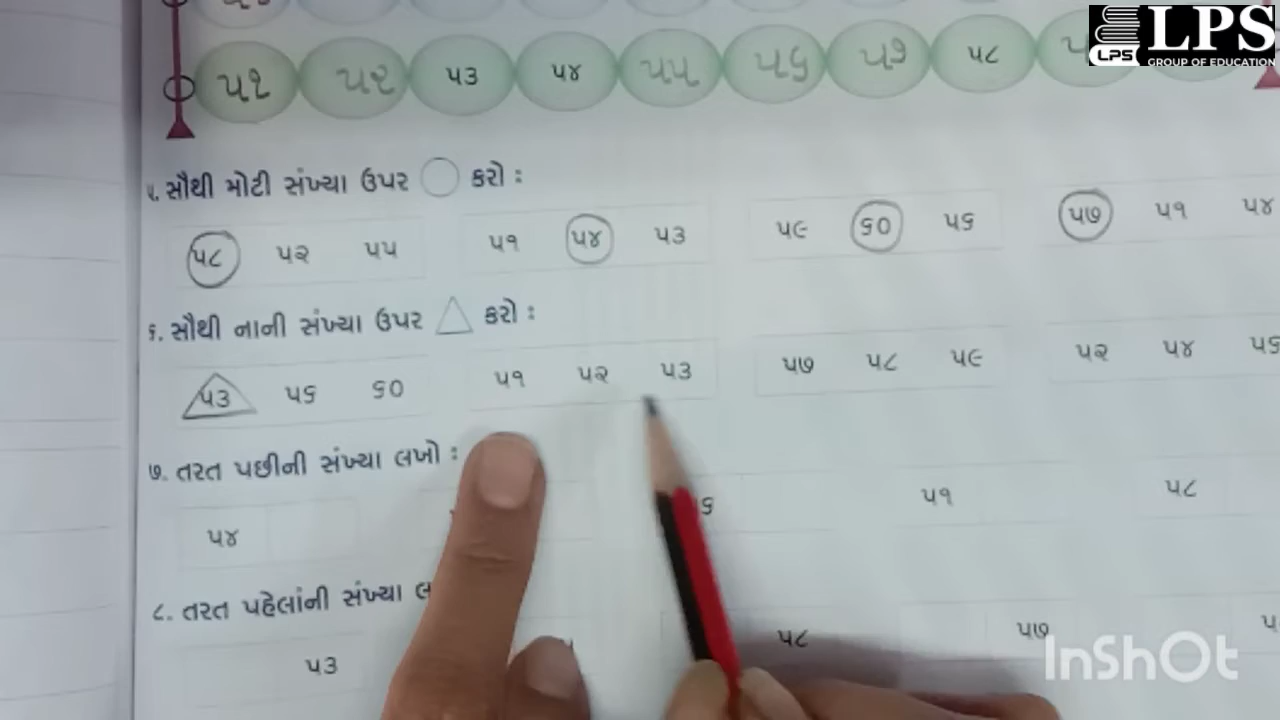 LPS
LPS GROUP OF EDUCATION
૫૧ ૫૨ ૫૩ ૫૪ ૫૫ ૫૬ ૫૭ ૫૮
૫. સૌથી મોટી સંખ્યા ઉપર કરો :
૫૮ ૫૨ ૫૫ ૫૧ ૫૪ ૫૩ ૫૯ ૬૦ ૫૬ ૫૭ ૫૧ ૫૪
૬. સૌથી નાની સંખ્યા ઉપર કરો :
૫૩ ૫૬ ૬૦ ૫૧ ૫૨ ૫૩ ૫૭ ૫૮ ૫૯ ૫૨ ૫૪ ૫૬
૭. તરત પછીની સંખ્યા લખો :
૫૪ ૫૧ ૫૮
૮. તરત પહેલાંની સંખ્યા
૫૩ ૫૮ ૫૭
InShOt